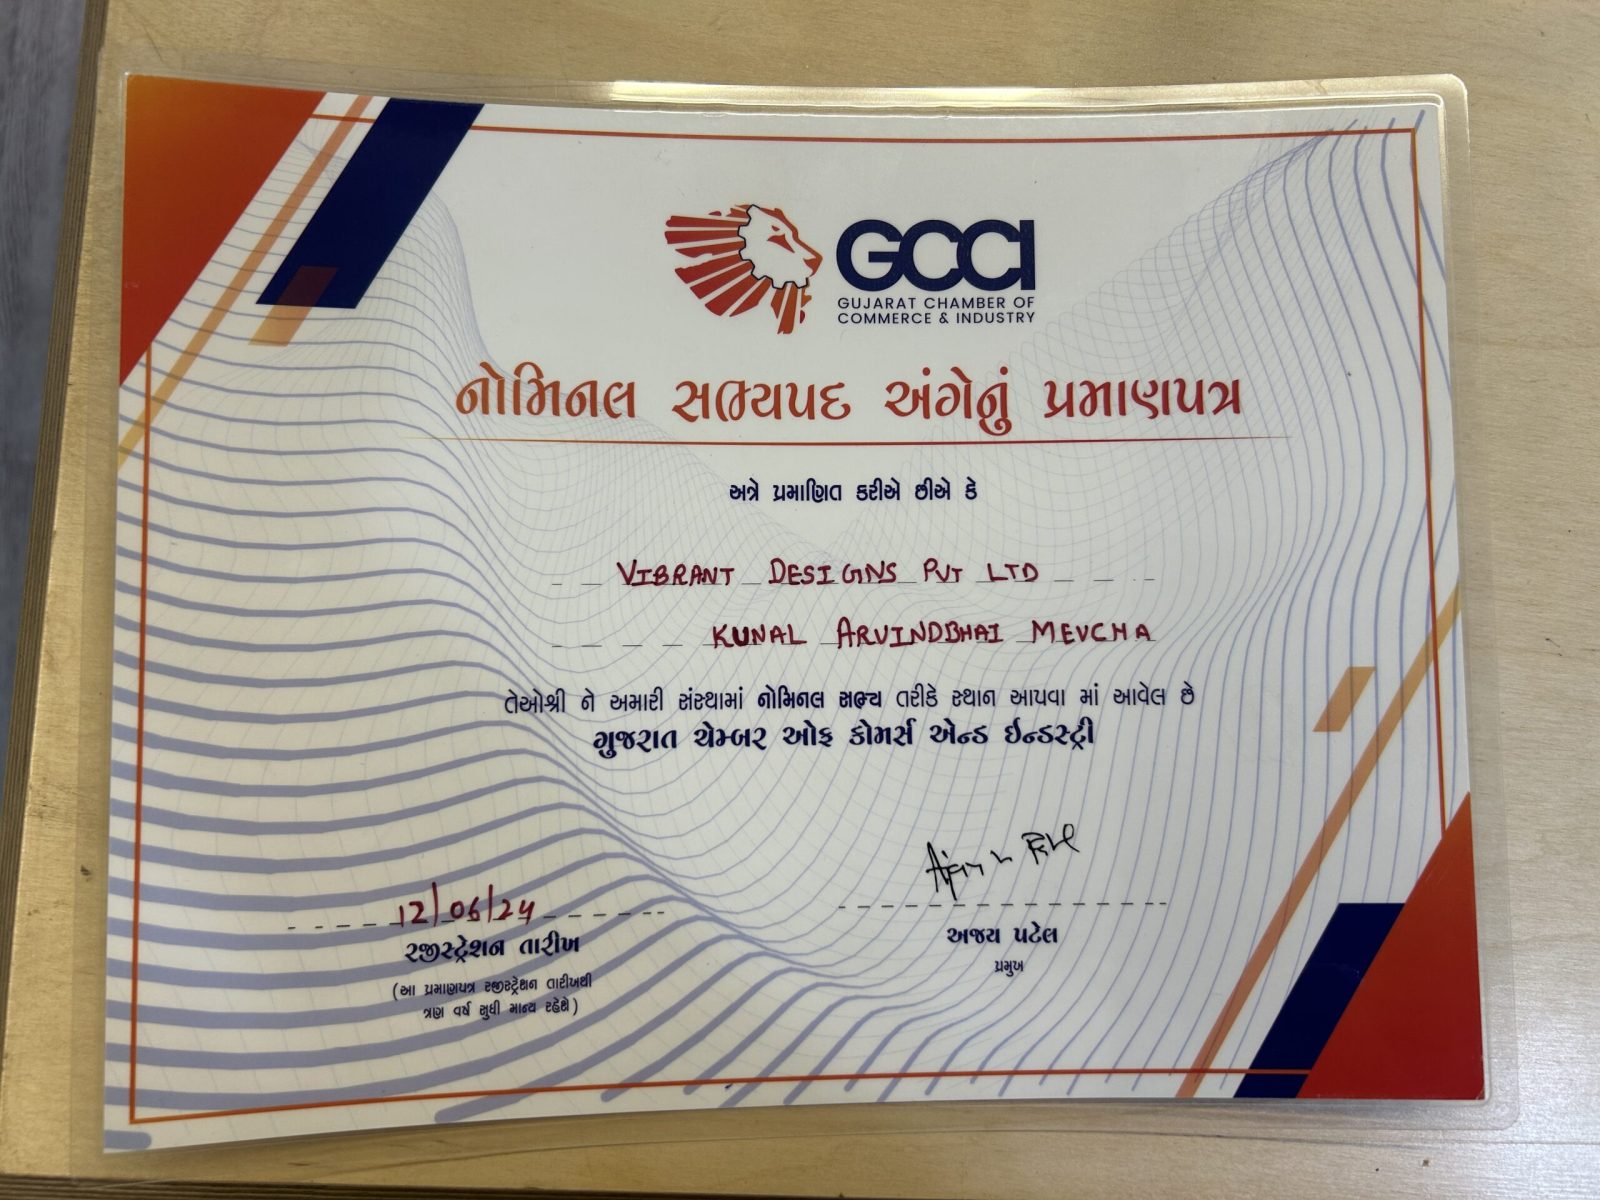 GCCI
GUJARAT CHAMBER OF
COMMERCE & INDUSTRY
નોમિનલ સભ્યપદ અંગેનું પ્રમાણપત્ર
અત્રે પ્રમાણિત કરીએ છીએ કે
VIBRANT DESIGNS PVT LTD
KUNAL ARVINDBHAI MEVCHA
તેઓશ્રી ને અમારી સંસ્થામાં નોમિનલ સભ્ય તરીકે સ્થાન આપવા માં આવેલ છે
ગુજરાત ચેમ્બર ઓફ કોમર્સ એન્ડ ઇન્ડસ્ટ્રી
12/06/24
રજીસ્ટ્રેશન તારીખ
(આ પ્રમાણપત્ર રજીસ્ટ્રેશન તારીખથી
ત્રણ વર્ષ સુધી માન્ય રહેશે)
અજય પટેલ
પ્રમુખ